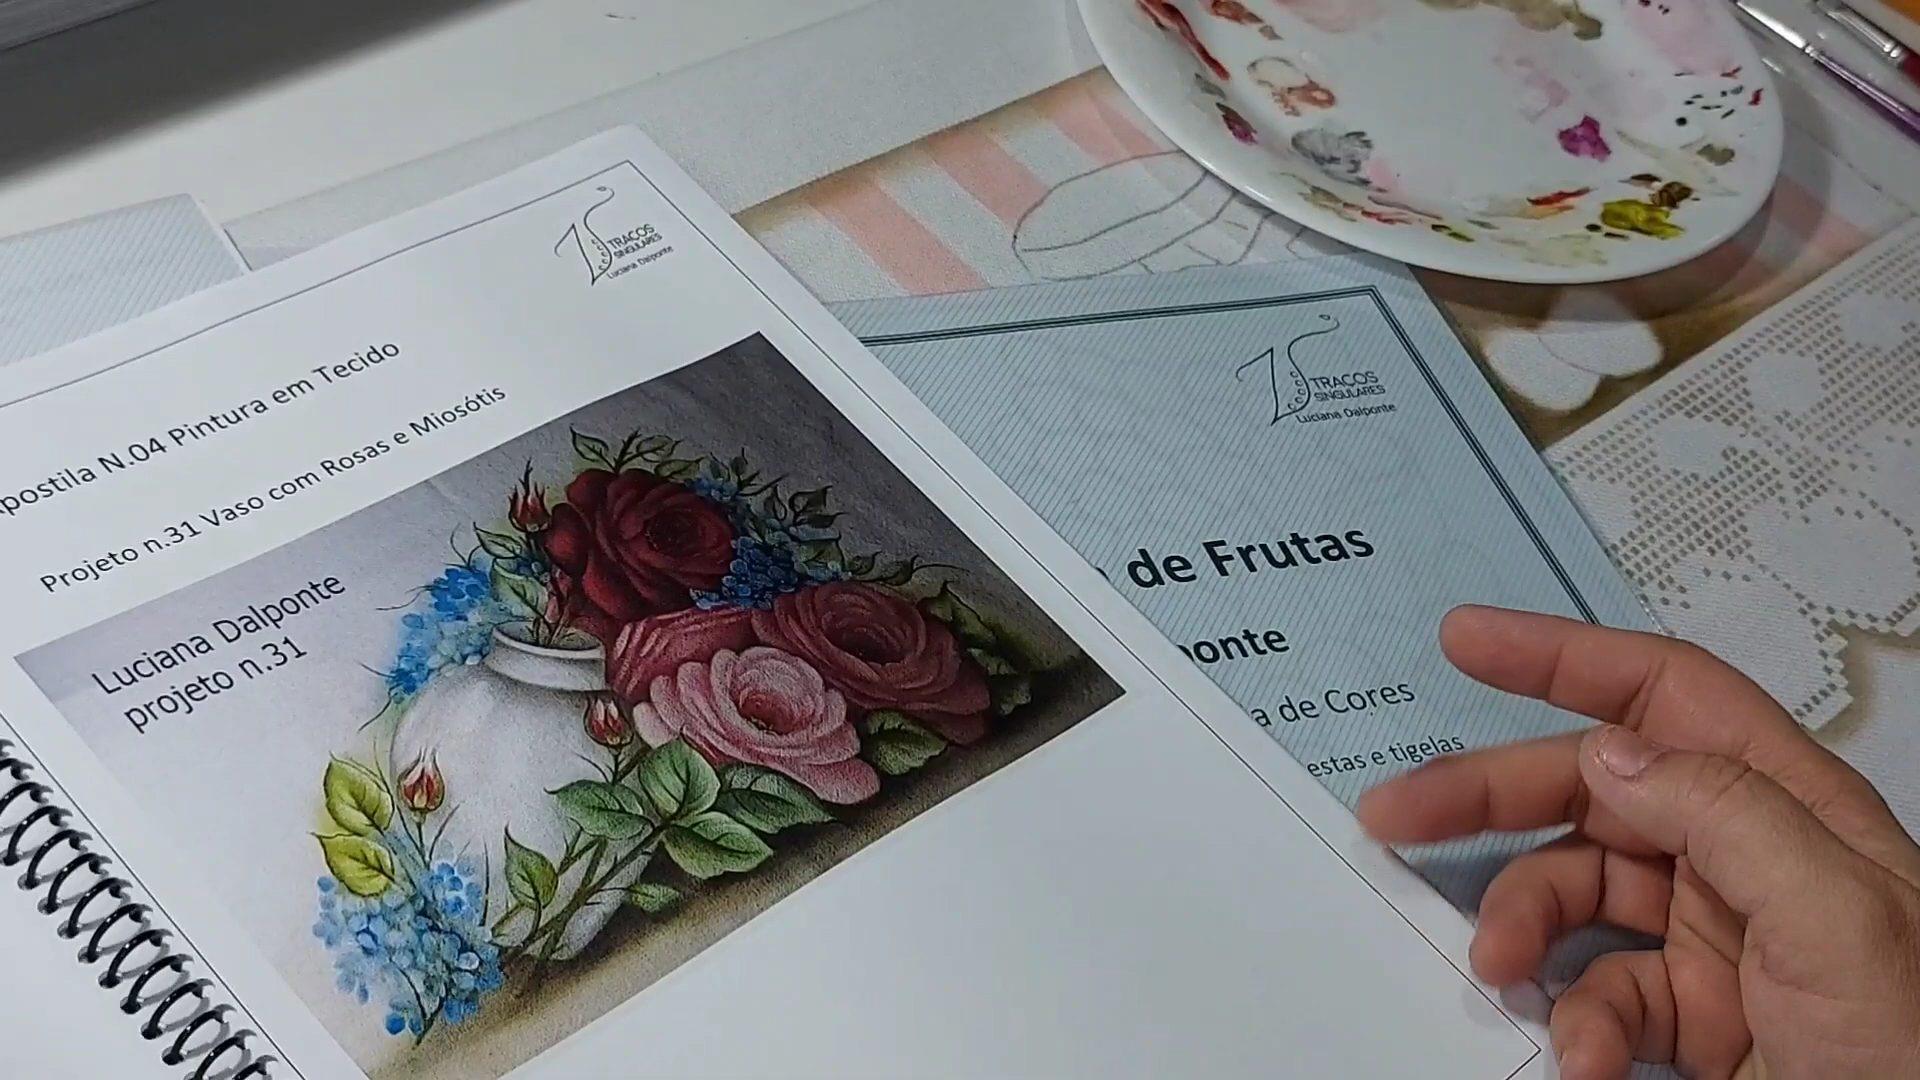 TRAÇOS
SINGULARES
Luciana Dalponte
postila N.04 Pintura em Tecido
Projeto n.31 Vaso com Rosas e Miosótis
Luciana Dalponte
projeto n.31
TRAÇOS
SINGULARES
Luciana Dalponte
de Frutas
ponte
a de Cores
estas e tigelas